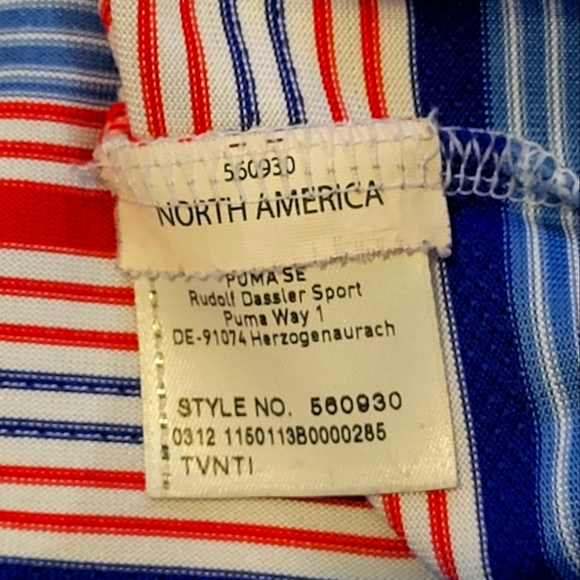 560930
NORTH AMERICA
PUMA SE
Rudolf Dassler Sport
Puma Way 1
DE-91074 Herzogenaurach
STYLE NO. 560930
0312 1150113B0000285
TVNTI